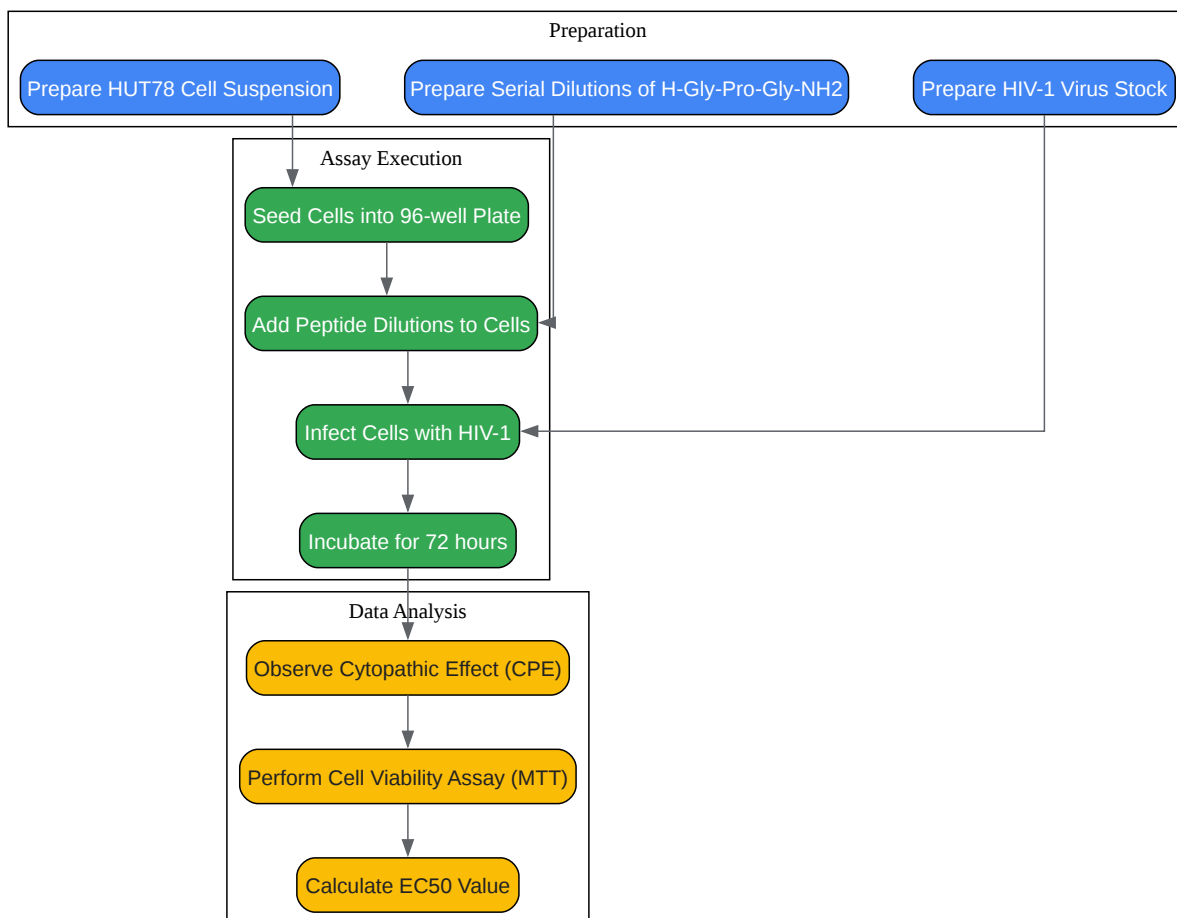 Preparation
Prepare HUT78 Cell Suspension
Prepare Serial Dilutions of H-Gly-Pro-Gly-NH2
Prepare HIV-1 Virus Stock
Assay Execution
Seed Cells into 96-well Plate
Add Peptide Dilutions to Cells
Infect Cells with HIV-1
Incubate for 72 hours
Data Analysis
Observe Cytopathic Effect (CPE)
Perform Cell Viability Assay (MTT)
Calculate EC50 Value